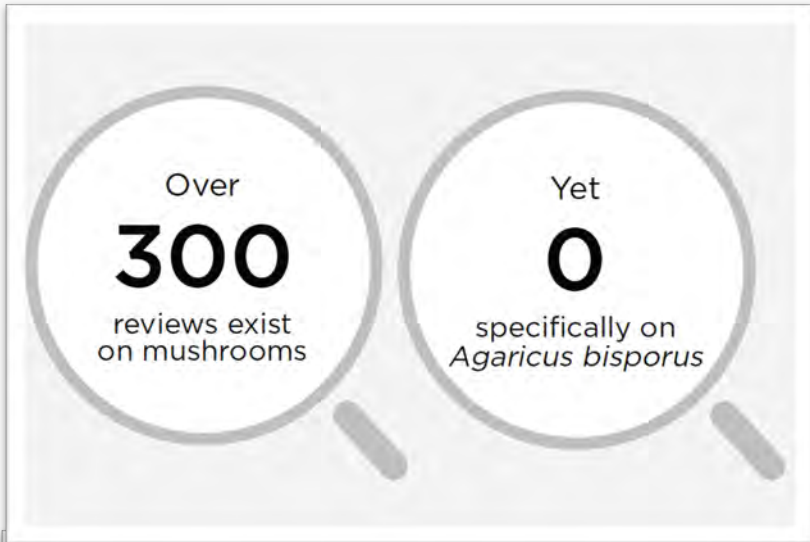 Over
300
reviews exist
on mushrooms
Yet
0
specifically on
Agaricus bisporus